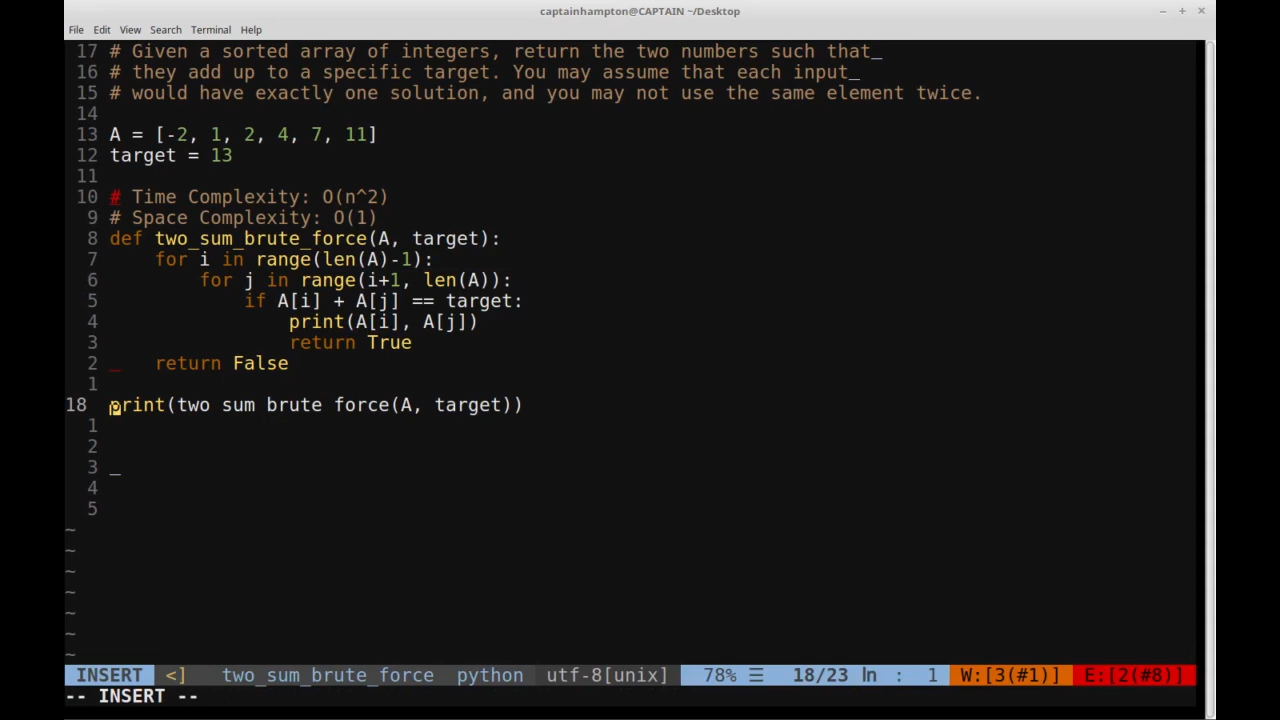 captainhampton@CAPTAIN ~/Desktop
File Edit View Search Terminal Help
17 # Given a sorted array of integers, return the two numbers such that_
16 # they add up to a specific target. You may assume that each input_
15 # would have exactly one solution, and you may not use the same element twice.
14
13 A = [-2, 1, 2, 4, 7, 11]
12 target = 13
11
10 # Time Complexity: O(n^2)
9 # Space Complexity: O(1)
8 def two_sum_brute_force(A, target):
7 for i in range(len(A)-1):
6 for j in range(i+1, len(A)):
5 if A[i] + A[j] == target:
4 print(A[i], A[j])
3 return True
2 _ return False
1
18 print(two sum brute force(A, target))
1
2
3 _
4
5
~
~
~
~
~
~
~
INSERT <] two_sum_brute_force python utf-8[unix] 78% ☰ 18/23 ln : 1 W:[3(#1)] E:[2(#8)]
-- INSERT --